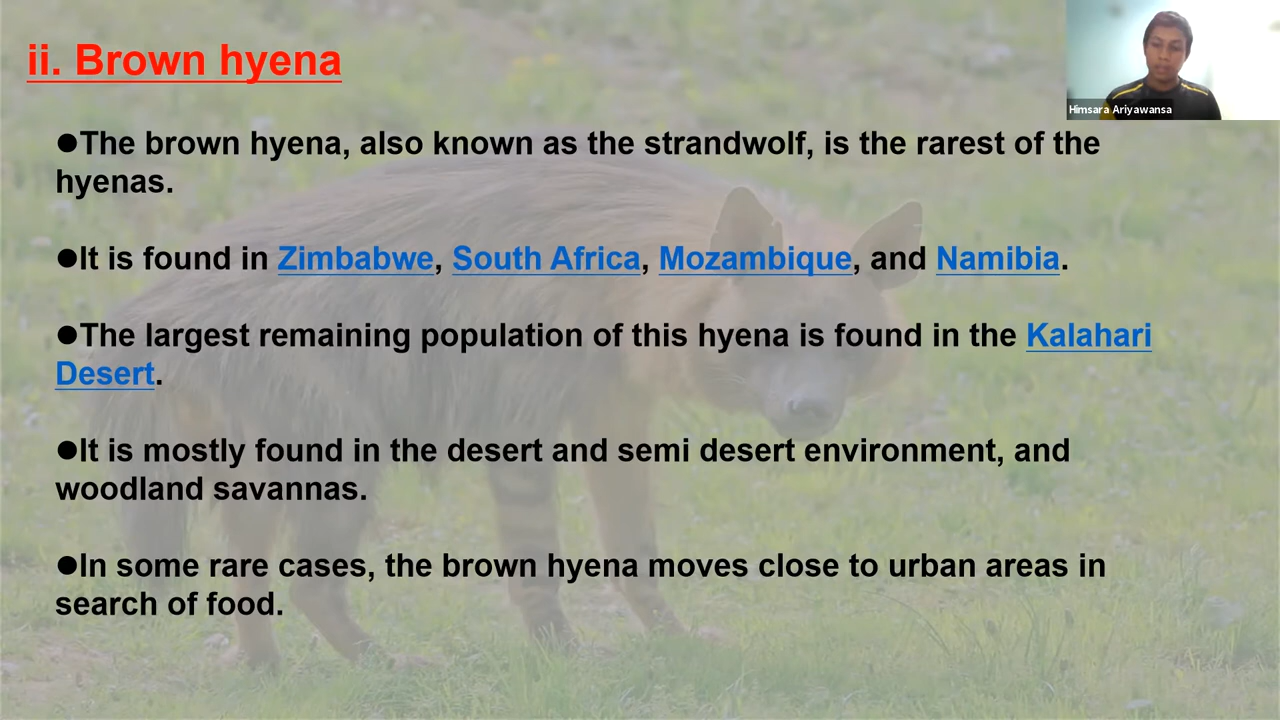 ii. Brown hyena
Himsara Ariyawansa
●The brown hyena, also known as the strandwolf, is the rarest of the
hyenas.
●It is found in Zimbabwe, South Africa, Mozambique, and Namibia.
●The largest remaining population of this hyena is found in the Kalahari
Desert.
●It is mostly found in the desert and semi desert environment, and
woodland savannas.
●In some rare cases, the brown hyena moves close to urban areas in
search of food.